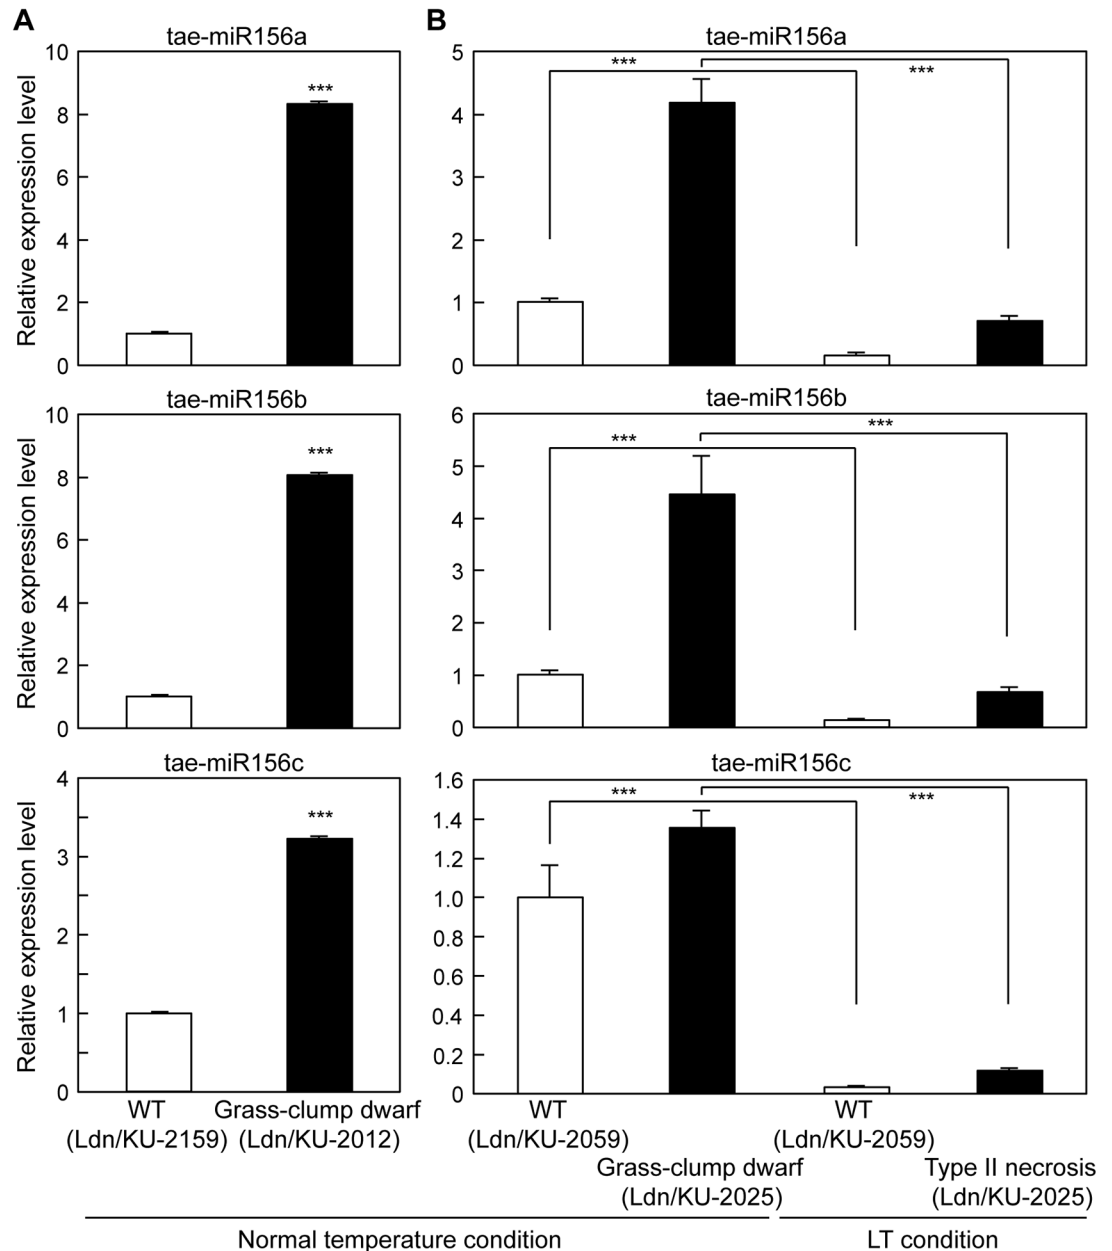 A
B
tae-miR156a
tae-miR156a
Relative expression level
10
8
6
4
2
0
***
5
4
3
2
1
0
***
***
tae-miR156b
tae-miR156b
Relative expression level
10
8
6
4
2
0
***
6
5
4
3
2
1
0
***
***
tae-miR156c
tae-miR156c
Relative expression level
4
3
2
1
0
***
1.6
1.4
1.2
1.0
0.8
0.6
0.4
0.2
0
***
***
WT
(Ldn/KU-2159)
Grass-clump dwarf
(Ldn/KU-2012)
WT
(Ldn/KU-2059)
Grass-clump dwarf
(Ldn/KU-2025)
WT
(Ldn/KU-2059)
Type II necrosis
(Ldn/KU-2025)
Normal temperature condition
LT condition